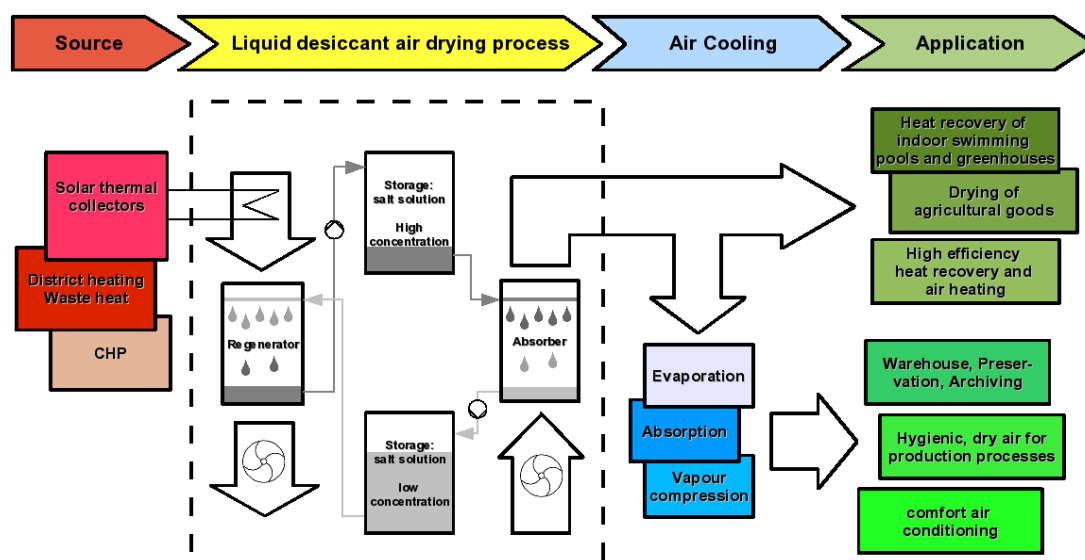 Source
Liquid desiccant air drying process
Air Cooling
Application
Solar thermal
collectors
District heating
Waste heat
CHP
Regenerator
Storage:
salt solution
High
concentration
Absorber
Storage:
salt solution
low
concentration
Evaporation
Absorption
Vapour
compression
Heat recovery of
indoor swimming
pools and greenhouses
Drying of
agricultural goods
High efficiency
heat recovery and
air heating
Warehouse, Preser-
vation, Archiving
Hygienic, dry air for
production processes
comfort air
conditioning